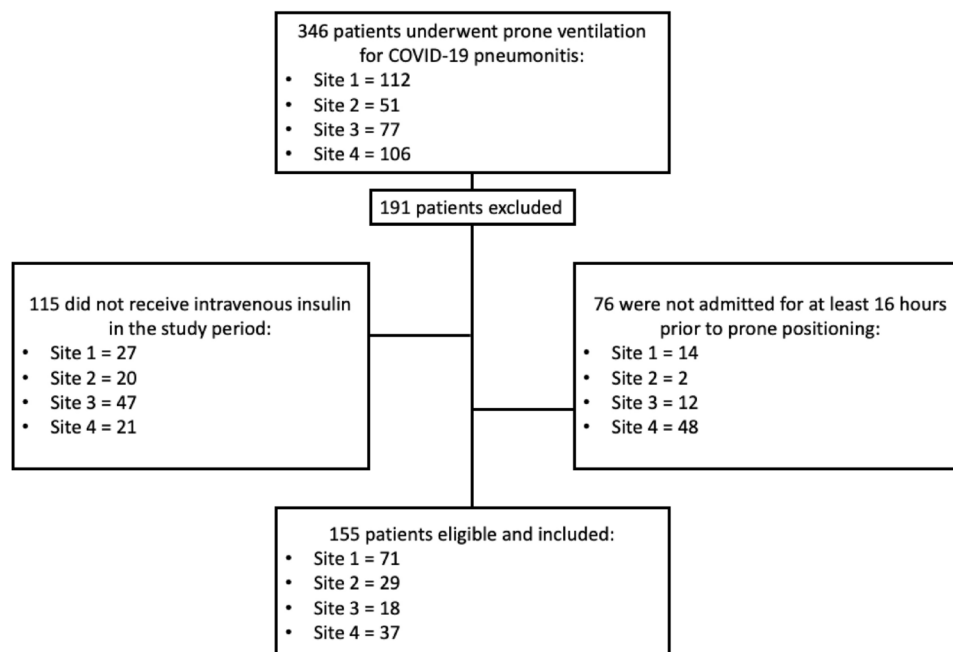 346 patients underwent prone ventilation
for COVID-19 pneumonitis:
• Site 1 = 112
• Site 2 = 51
• Site 3 = 77
• Site 4 = 106
191 patients excluded
115 did not receive intravenous insulin
in the study period:
• Site 1 = 27
• Site 2 = 20
• Site 3 = 47
• Site 4 = 21
76 were not admitted for at least 16 hours
prior to prone positioning:
• Site 1 = 14
• Site 2 = 2
• Site 3 = 12
• Site 4 = 48
155 patients eligible and included:
• Site 1 = 71
• Site 2 = 29
• Site 3 = 18
• Site 4 = 37